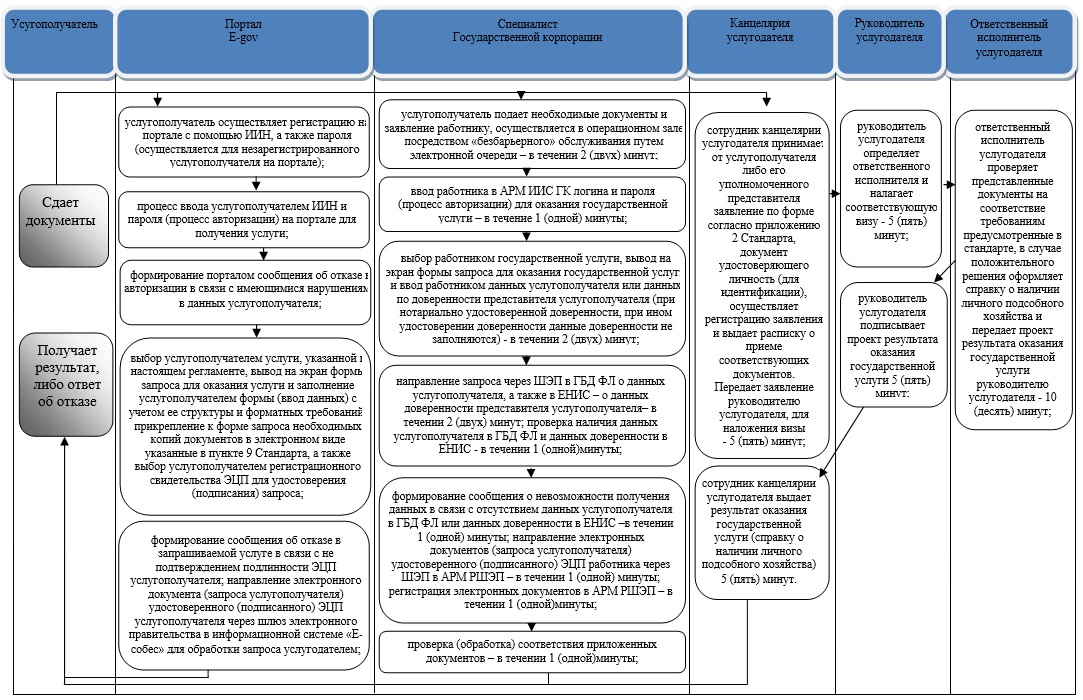 Усугополучатель
Портал
E-gov
Специалист
Государственной корпорации
Канцелярия
услугодателя
Руководитель
услугодателя
Ответственный
исполнитель
услугодателя
Сдает
документы
Получает
результат,
либо ответ
об отказе
услугополучатель осуществляет регистрацию на
портале с помощью ИИН, а также пароля
(осуществляется для незарегистрированного
услугополучателя на портале);
процесс ввода услугополучателем ИИН и
пароля (процесс авторизации) на портале для
получения услуги;
формирование порталом сообщения об отказе в
авторизации в связи с имеющимися нарушениям
в данных услугополучателя;
выбор услугополучателем услуги, указанной в
настоящем регламенте, вывод на экран формы
запроса для оказания услуги и заполнение
услугополучателем формы (ввод данных) с
учетом ее структуры и форматных требований
прикрепление к форме запроса необходимых
копий документов в электронном виде
указанные в пункте 9 Стандарта, а также
выбор услугополучателем регистрационного
свидетельства ЭЦП для удостоверения
(подписания) запроса;
формирование сообщения об отказе в
запрашиваемой услуге в связи с не
подтверждением подлинности ЭЦП
услугополучателя; направление электронного
документа (запроса услугополучателя)
удостоверенного (подписанного) ЭЦП
услугополучателя через шлюз электронного
правительства в информационной системе «Е-
собес» для обработки запроса услугодателем;
услугополучатель подает необходимые документы и
заявление работнику, осуществляется в операционном зале
посредством «безбарьерного» обслуживания путем
электронной очереди – в течении 2 (двух) минут;
ввод работника в АРМ ИИС ГК логина и пароля
(процесс авторизации) для оказания государственной
услуги – в течение 1 (одной) минуты;
выбор работником государственной услуги, вывод на
экран формы запроса для оказания государственной услуг
и ввод работником данных услугополучателя или данных
по доверенности представителя услугополучателя (при
нотариально удостоверенной доверенности, при ином
удостоверении доверенности данные доверенности не
заполняются) - в течении 2 (двух) минут;
направление запроса через ШЭП в ГБД ФЛ о данных
услугополучателя, а также в ЕНИС – о данных
доверенности представителя услугополучателя– в
течении 2 (двух) минут; проверка наличия данных
услугополучателя в ГБД ФЛ и данных доверенности в
ЕНИС - в течении 1 (одной)минуты;
формирование сообщения о невозможности получения
данных в связи с отсутствием данных услугополучателя
в ГБД ФЛ или данных доверенности в ЕНИС –в течении
1 (одной) минуты; направление электронных
документов (запроса услугополучателя)
удостоверенного (подписанного) ЭЦП работника через
ШЭП в АРМ РШЭП – в течении 1 (одной) минуты;
регистрация электронных документов в АРМ РШЭП – в
течении 1 (одной)минуты;
проверка (обработка) соответствия приложенных
документов – в течении 1 (одной)минуты;
сотрудник канцелярии
услугодателя принимает
от услугополучателя
либо его
уполномоченного
представителя
заявление по форме
согласно приложению
2 Стандарта,
документ
удостоверяющего
личность (для
идентификации),
осуществляет
регистрацию заявления
и выдает расписку о
приеме
соответствующих
документов.
Передает заявление
руководителю
услугодателя, для
наложения визы
- 5 (пять) минут;
сотрудник канцелярии
услугодателя выдает
результат оказания
государственной
услуги (справку о
наличии личного
подсобного хозяйства)
5 (пять) минут.
руководитель
услугодателя
определяет
ответственного
исполнителя и
налагает
соответствующую
визу - 5 (пять)
минут;
руководитель
услугодателя
подписывает
проект результата
оказания
государственной
услуги 5 (пять)
минут;
ответственный
исполнитель
услугодателя
проверяет
представленные
документы на
соответствие
требованиям
предусмотренные в
стандарте, в случае
положительного
решения оформляет
справку о наличии
личного подсобного
хозяйства и
передает проект
результата оказания
государственной
услуги
руководителю
услугодателя - 10
(десять) минут;